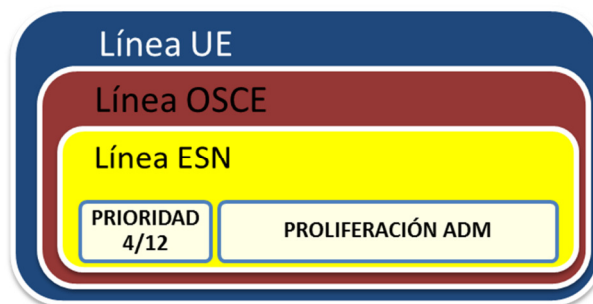 Línea UE
Línea OSCE
Línea ESN
PRIORIDAD
4/12
PROLIFERACIÓN ADM